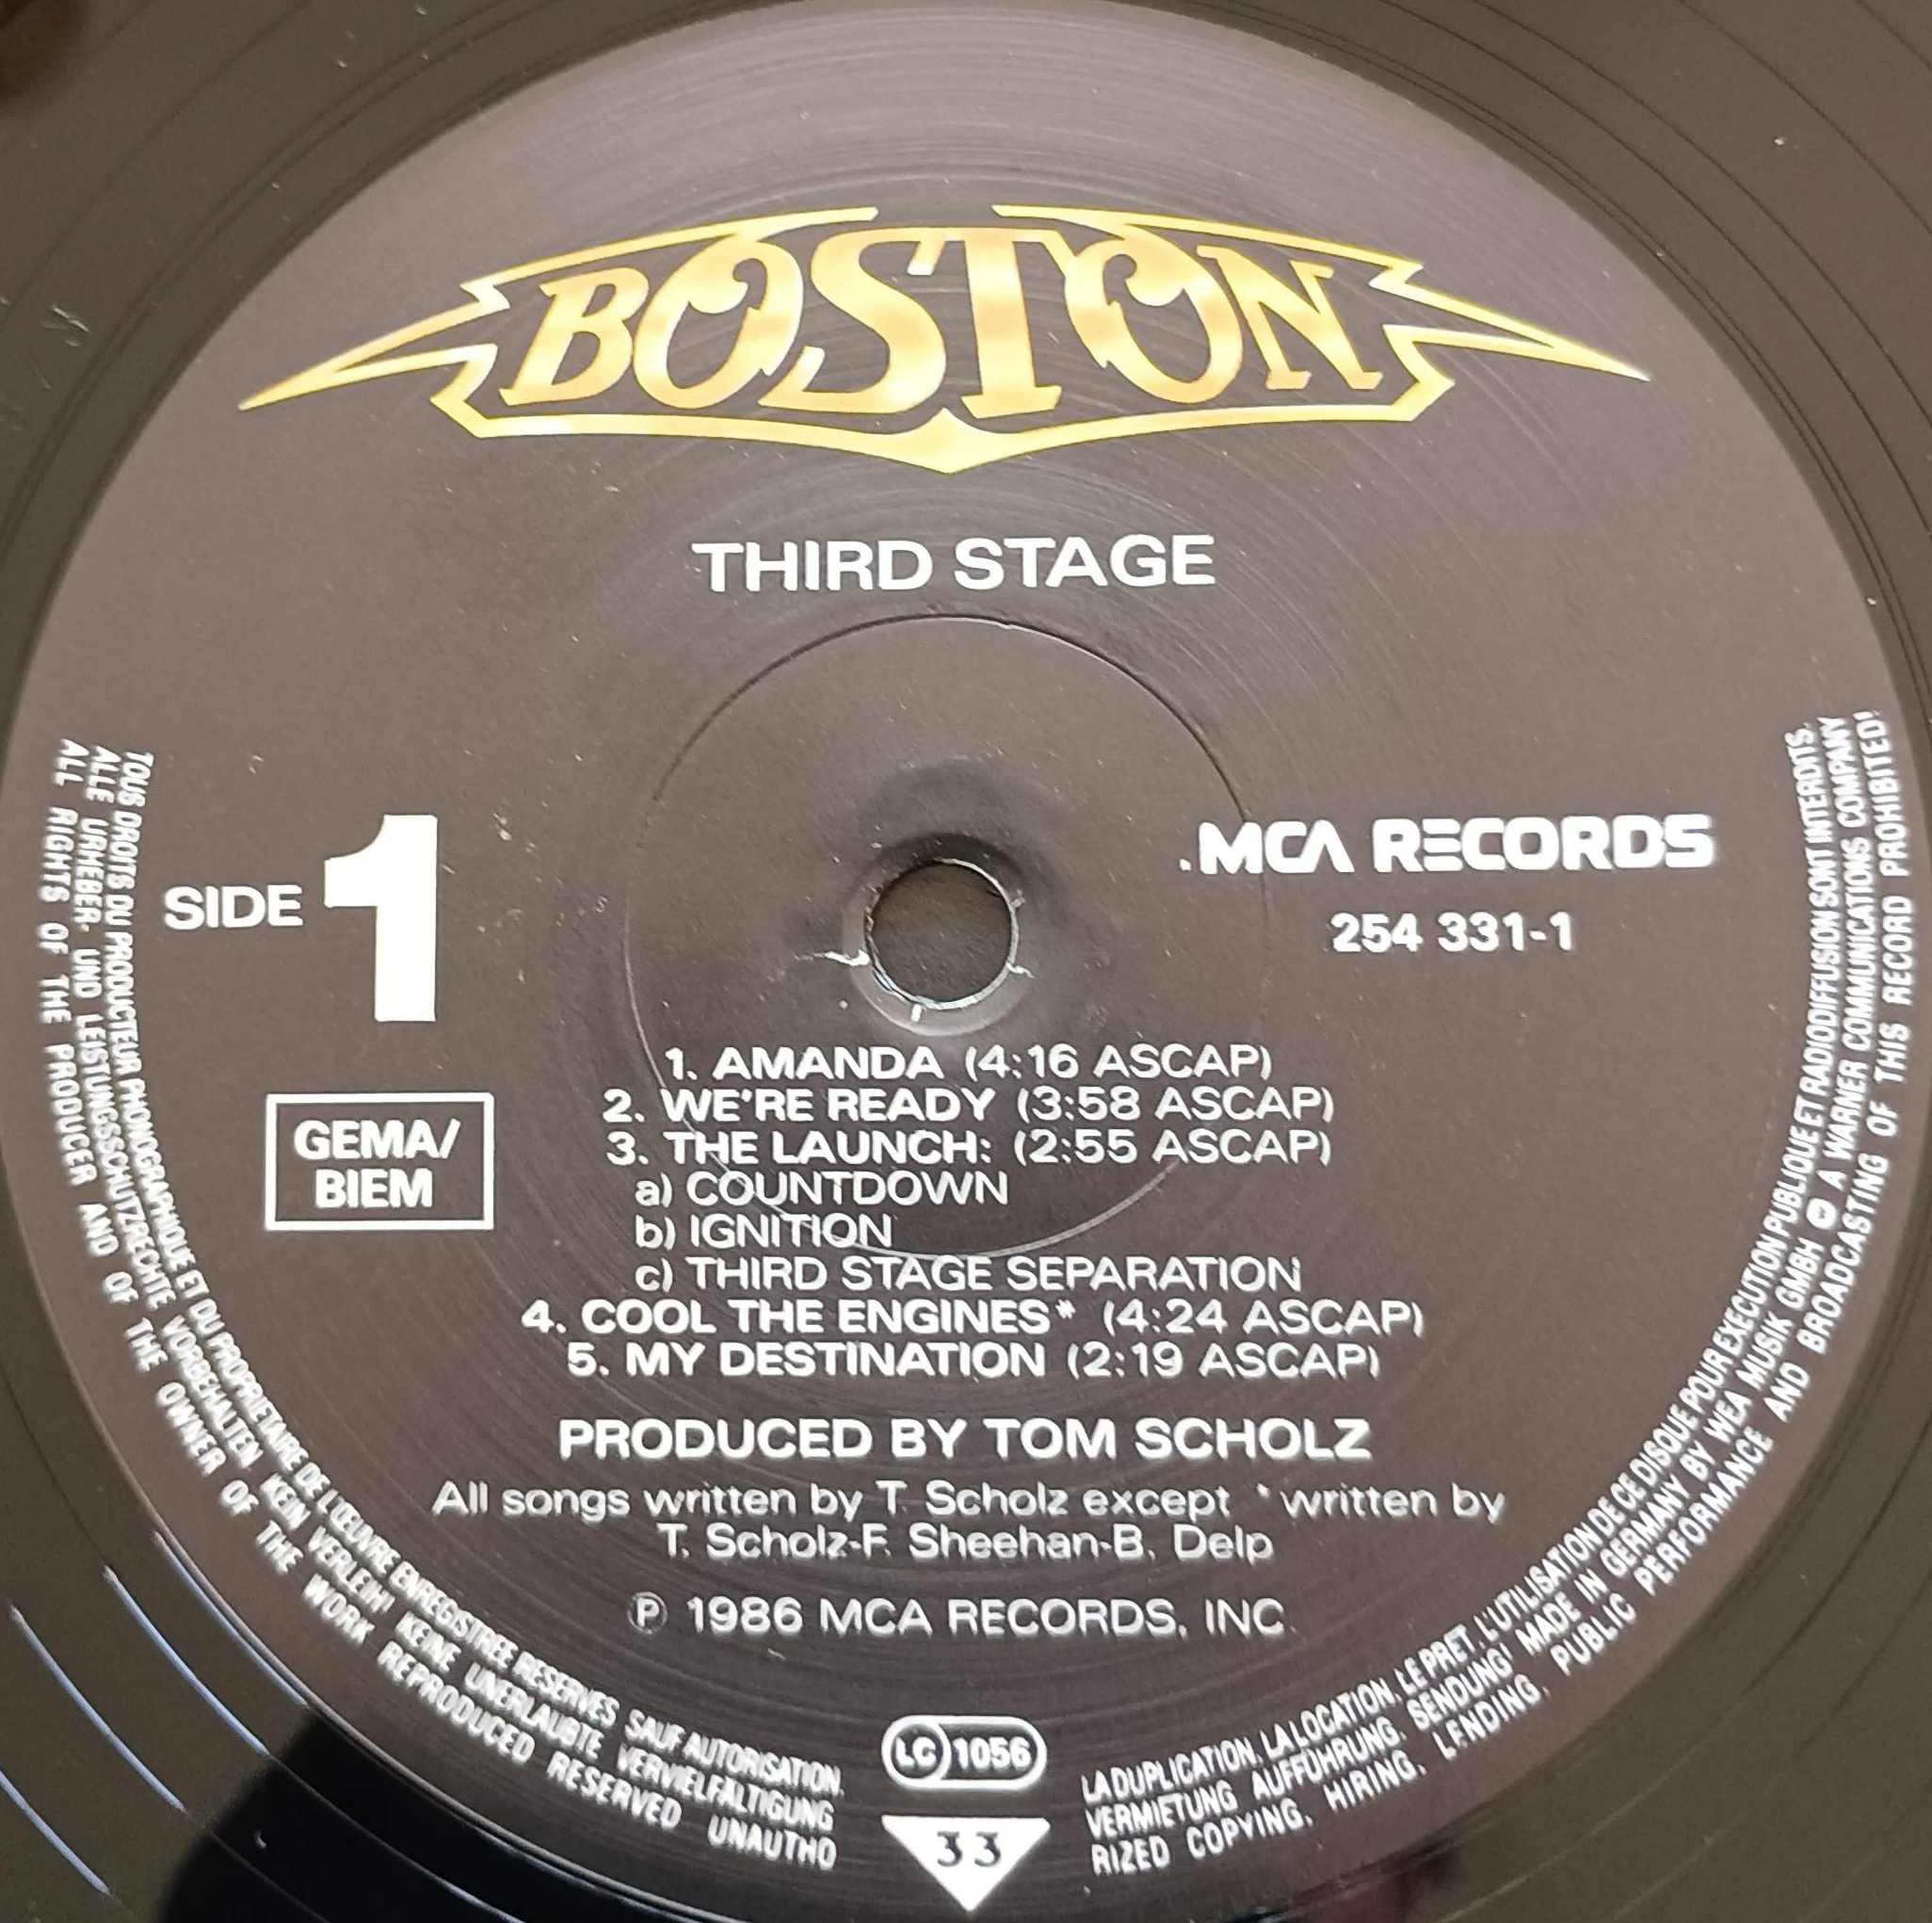 BOSTON
THIRD STAGE
SIDE 1
MCA RECORDS
254 331-1
GEMA/
BIEM
1. AMANDA (4:16 ASCAP)
2. WE'RE READY (3:58 ASCAP)
3. THE LAUNCH: (2:55 ASCAP)
a) COUNTDOWN
b) IGNITION
c) THIRD STAGE SEPARATION
4. COOL THE ENGINES* (4:24 ASCAP)
5. MY DESTINATION (2:19 ASCAP)
PRODUCED BY TOM SCHOLZ
All songs written by T. Scholz except *written by
T. Scholz-F. Sheehan-B. Delp
Ⓟ 1986 MCA RECORDS, INC.
LC 1056
33
TOUS DROITS DU PRODUCTEUR PHONOGRAPHIQUE ET DU PROPRIETAIRE DE L'ŒUVRE ENREGISTREE RESERVES SAUF AUTORISATION, LA DUPLICATION, LA LOCATION, LE PRET, L'UTILISATION DE CE DISQUE POUR EXECUTION PUBLIQUE ET RADIODIFFUSION SONT INTERDITS.
ALLE URHEBER- UND LEISTUNGSSCHUTZRECHTE VORBEHALTEN KEIN VERLEIH! KEINE UNERLAUBTE VERVIELFÄLTIGUNG VERMIETUNG, AUFFÜHRUNG, SENDUNG! MADE IN GERMANY BY WEA MUSIK GMBH A WARNER COMMUNICATIONS COMPANY
ALL RIGHTS OF THE PRODUCER AND OF THE OWNER OF THE WORK REPRODUCED RESERVED UNAUTHO RIZED COPYING, HIRING, LENDING, PUBLIC PERFORMANCE AND BROADCASTING OF THIS RECORD PROHIBITED!